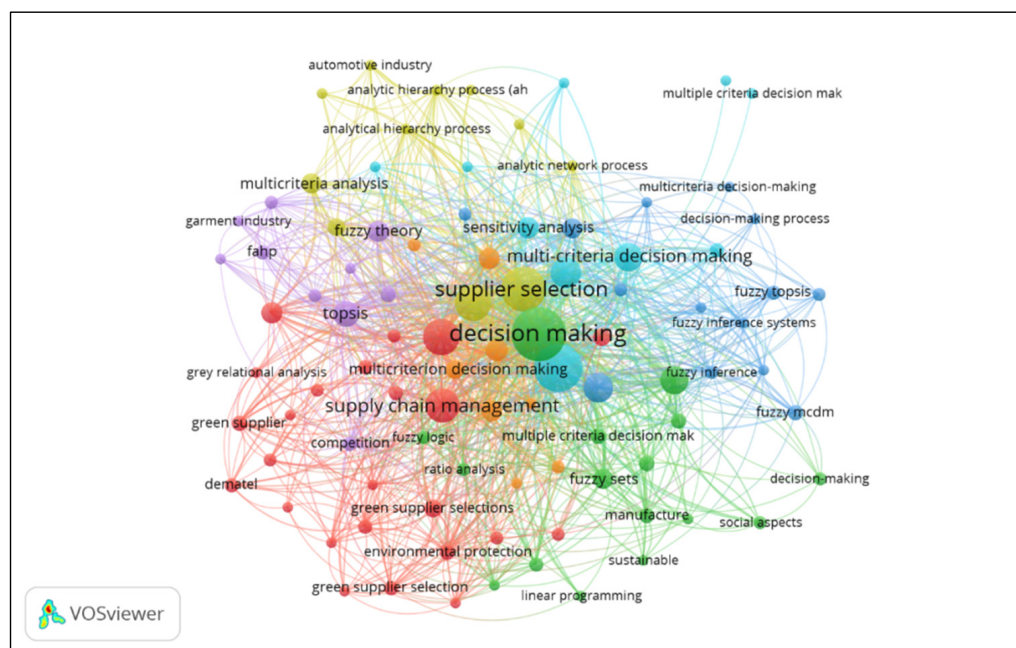 automotive industry
analytic hierarchy process (ah
multiple criteria decision mak
analytical hierarchy process
analytic network process
multicriteria analysis
multicriteria decision-making
garment industry
fuzzy theory
sensitivity analysis
decision-making process
fahp
multi-criteria decision making
supplier selection
fuzzy topsis
topsis
fuzzy inference systems
decision making
grey relational analysis
multicriterion decision making
fuzzy inference
supply chain management
green supplier
fuzzy mcdm
competition
fuzzy logic
multiple criteria decision mak
ratio analysis
dematel
fuzzy sets
decision-making
green supplier selections
manufacture
social aspects
environmental protection
sustainable
green supplier selection
linear programming
VOSviewer